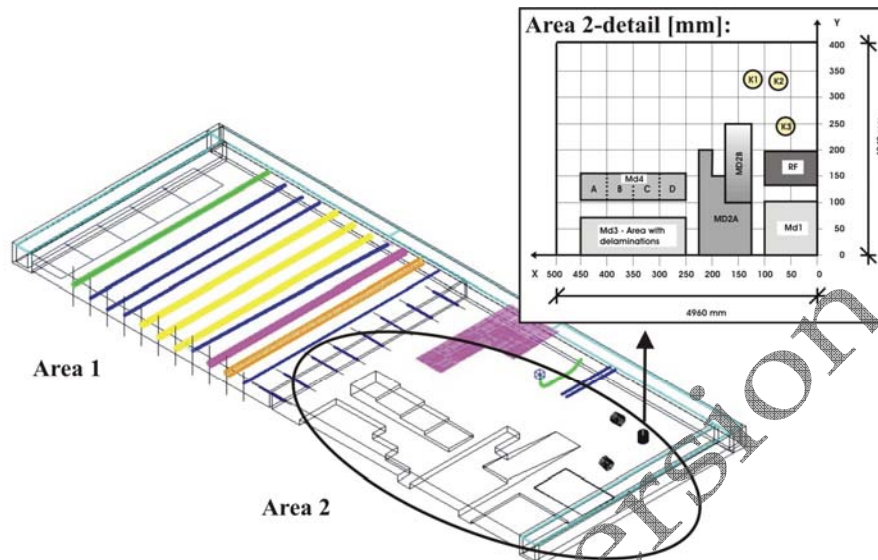 Area 2-detail [mm]:
Y
400
350
300
250
200
150
100
50
0
K1
K2
K3
MD2B
RF
Md4
A
B
C
D
MD2A
Md1
Md3 - Area with
delaminations
X
500
450
400
350
300
250
200
150
100
50
0
4960 mm
Area 1
Area 2
ersion